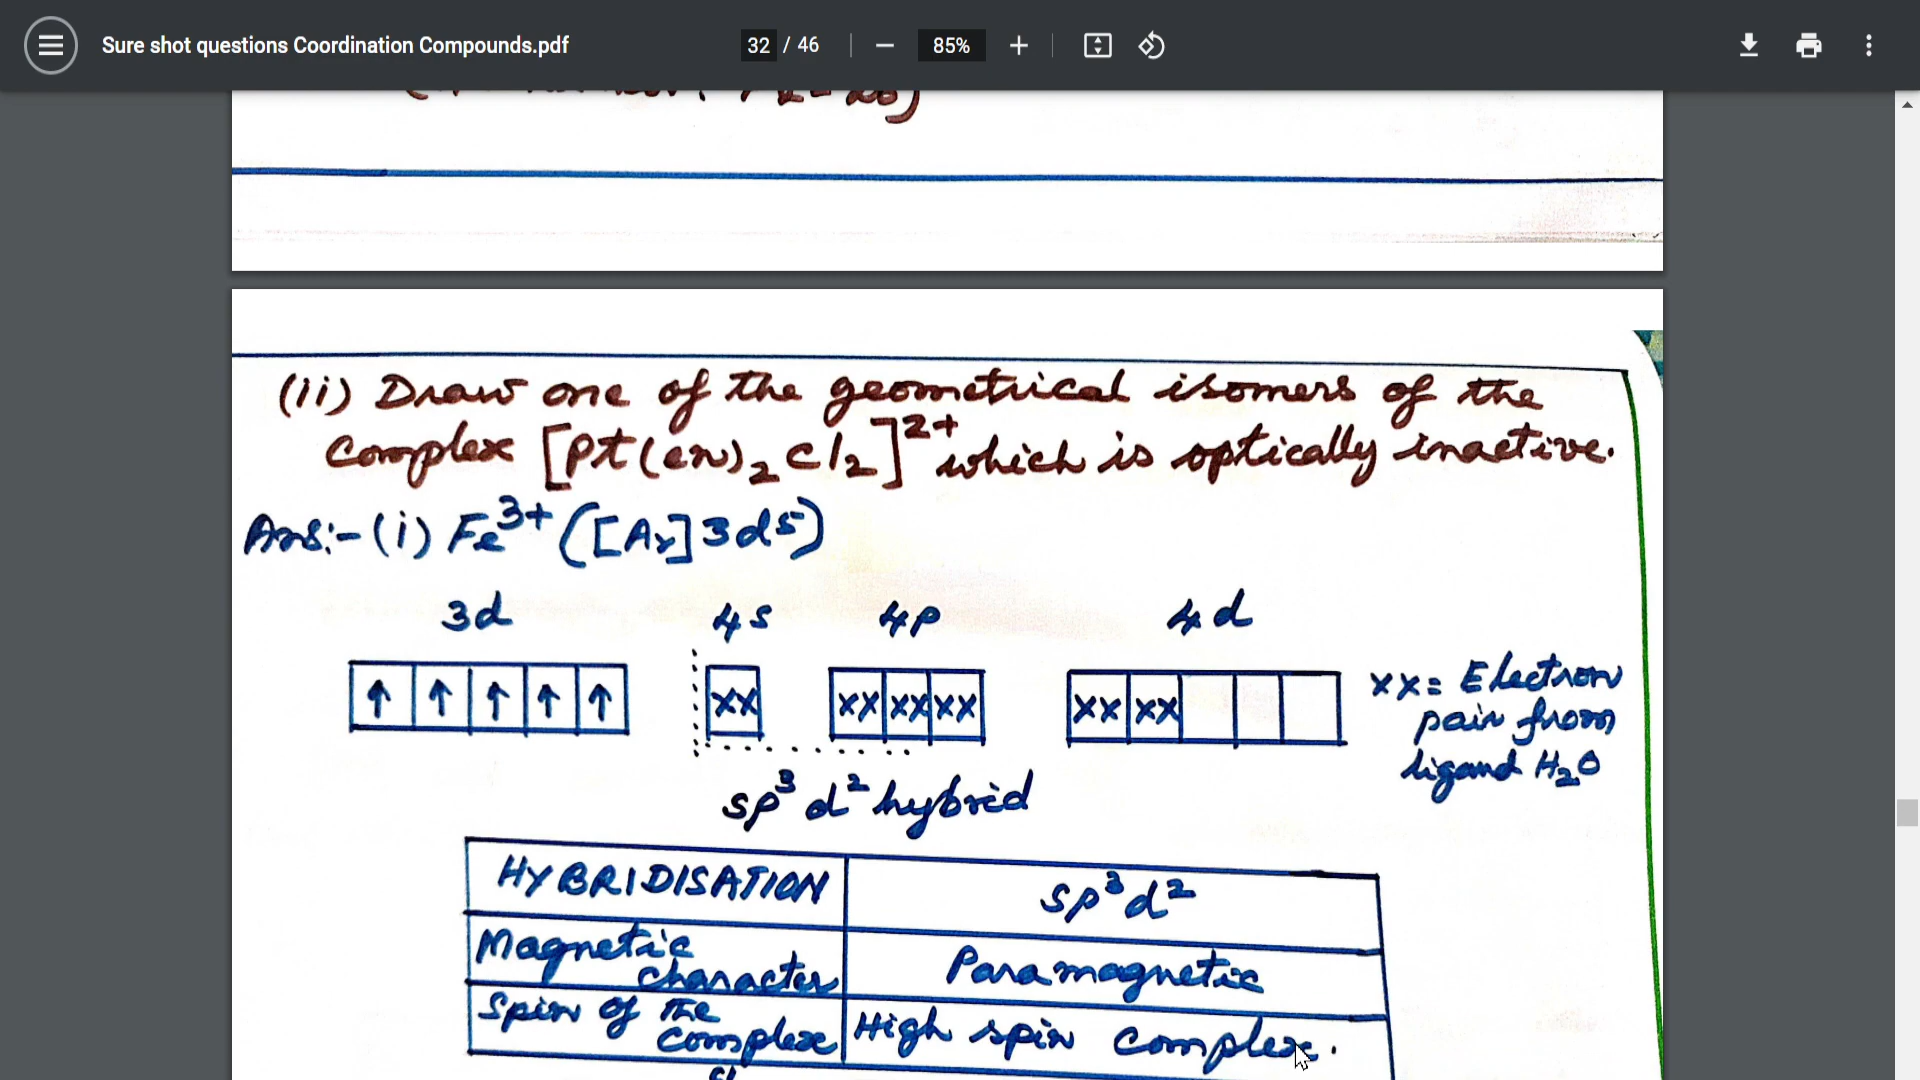 Sure shot questions Coordination Compounds.pdf
32 / 46
85%
(ii) Draw one of the geometrical isomers of the
complex [Pt(en)₂Cl₂]²⁺ which is optically inactive.
Ans:- (i) Fe³⁺ ([Ar]3d⁵)
3d 4s 4p 4d
↑ ↑ ↑ ↑ ↑ xx xx xx xx xx xx
xx = Electron
pair from
ligand H₂O
sp³d² hybrid
HYBRIDISATION sp³d²
Magnetic
character Paramagnetic
Spin of the
complex High spin complex.